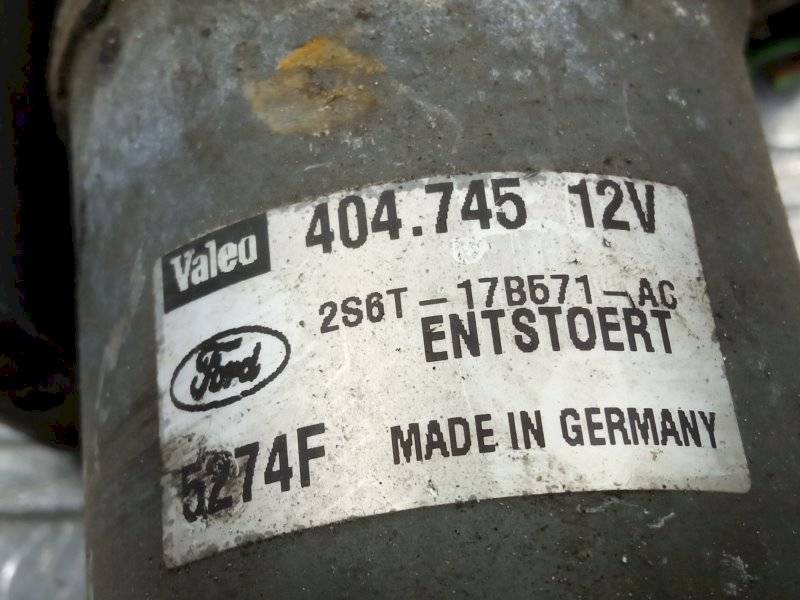 Valeo 404.745 12V
2S6T-17B571-AC
ENTSTOERT
Ford
5274F MADE IN GERMANY